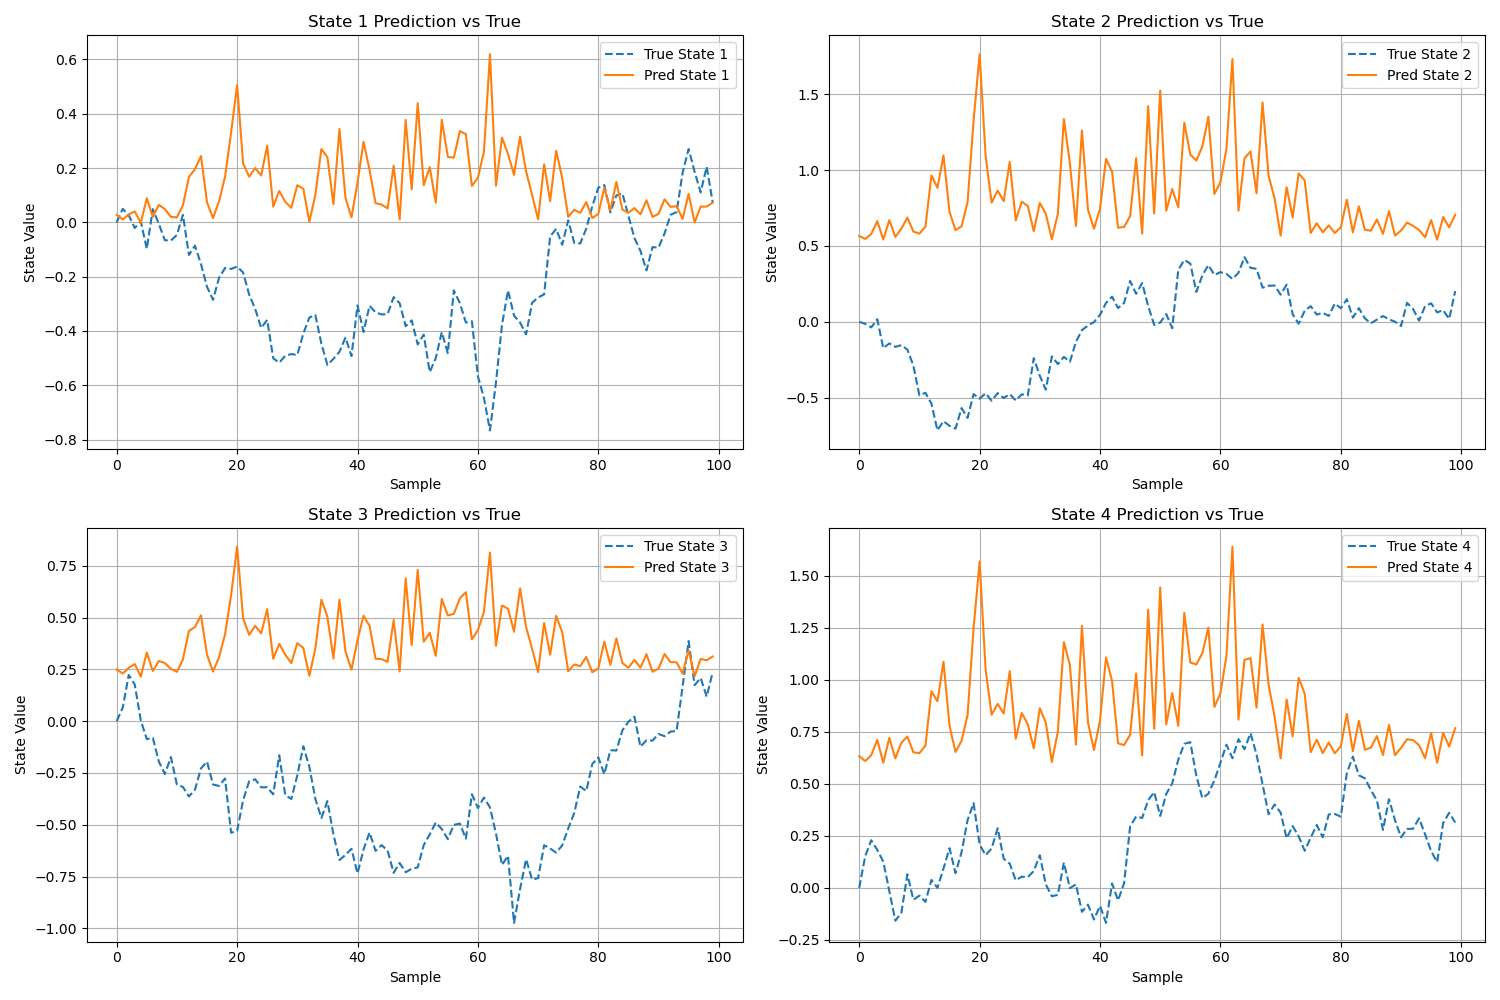 State 1 Prediction vs True
State Value
0.6
0.4
0.2
0.0
−0.2
−0.4
−0.6
−0.8
True State 1
Pred State 1
0 20 40 60 80 100
Sample
State 2 Prediction vs True
State Value
1.5
1.0
0.5
0.0
−0.5
True State 2
Pred State 2
0 20 40 60 80 100
Sample
State 3 Prediction vs True
State Value
0.75
0.50
0.25
0.00
−0.25
−0.50
−0.75
−1.00
True State 3
Pred State 3
0 20 40 60 80 100
Sample
State 4 Prediction vs True
State Value
1.50
1.25
1.00
0.75
0.50
0.25
0.00
−0.25
True State 4
Pred State 4
0 20 40 60 80 100
Sample